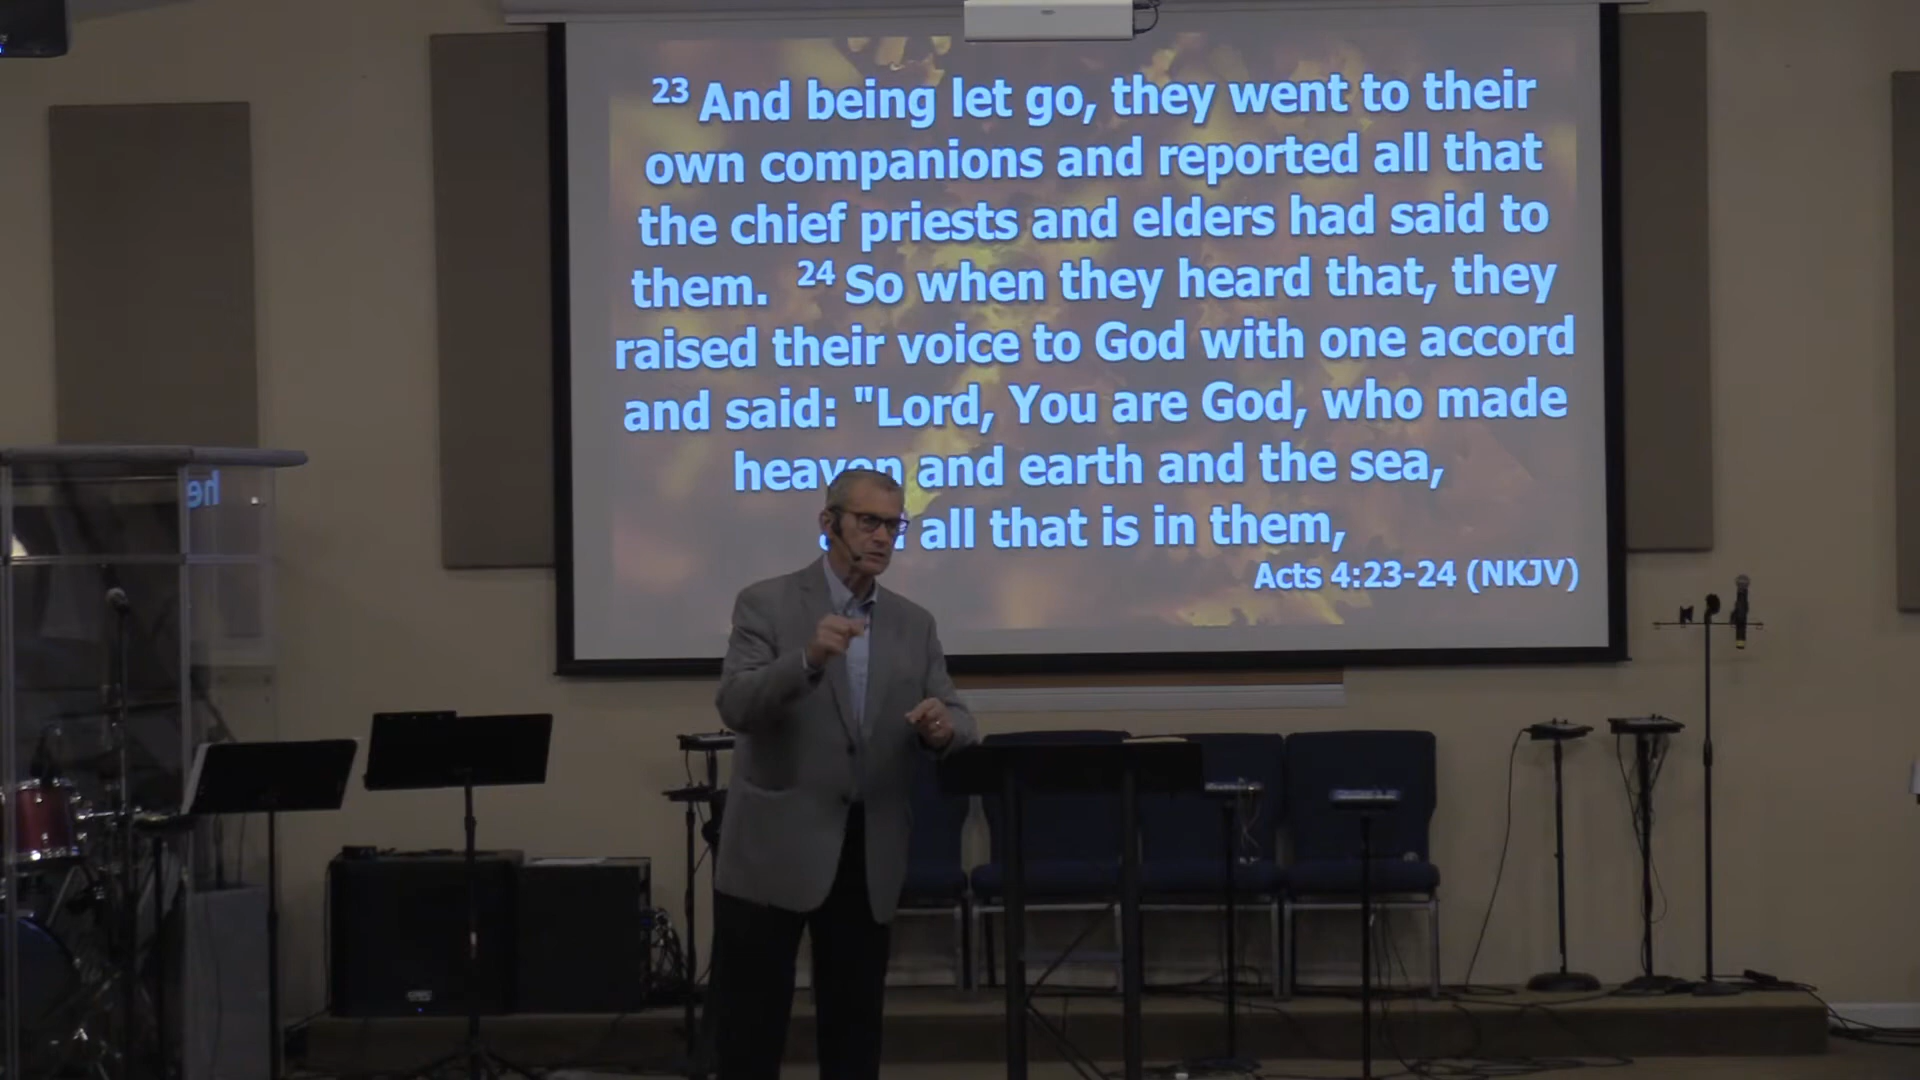 23 And being let go, they went to their
own companions and reported all that
the chief priests and elders had said to
them. 24 So when they heard that, they
raised their voice to God with one accord
and said: "Lord, You are God, who made
heaven and earth and the sea,
all that is in them,
Acts 4:23-24 (NKJV)